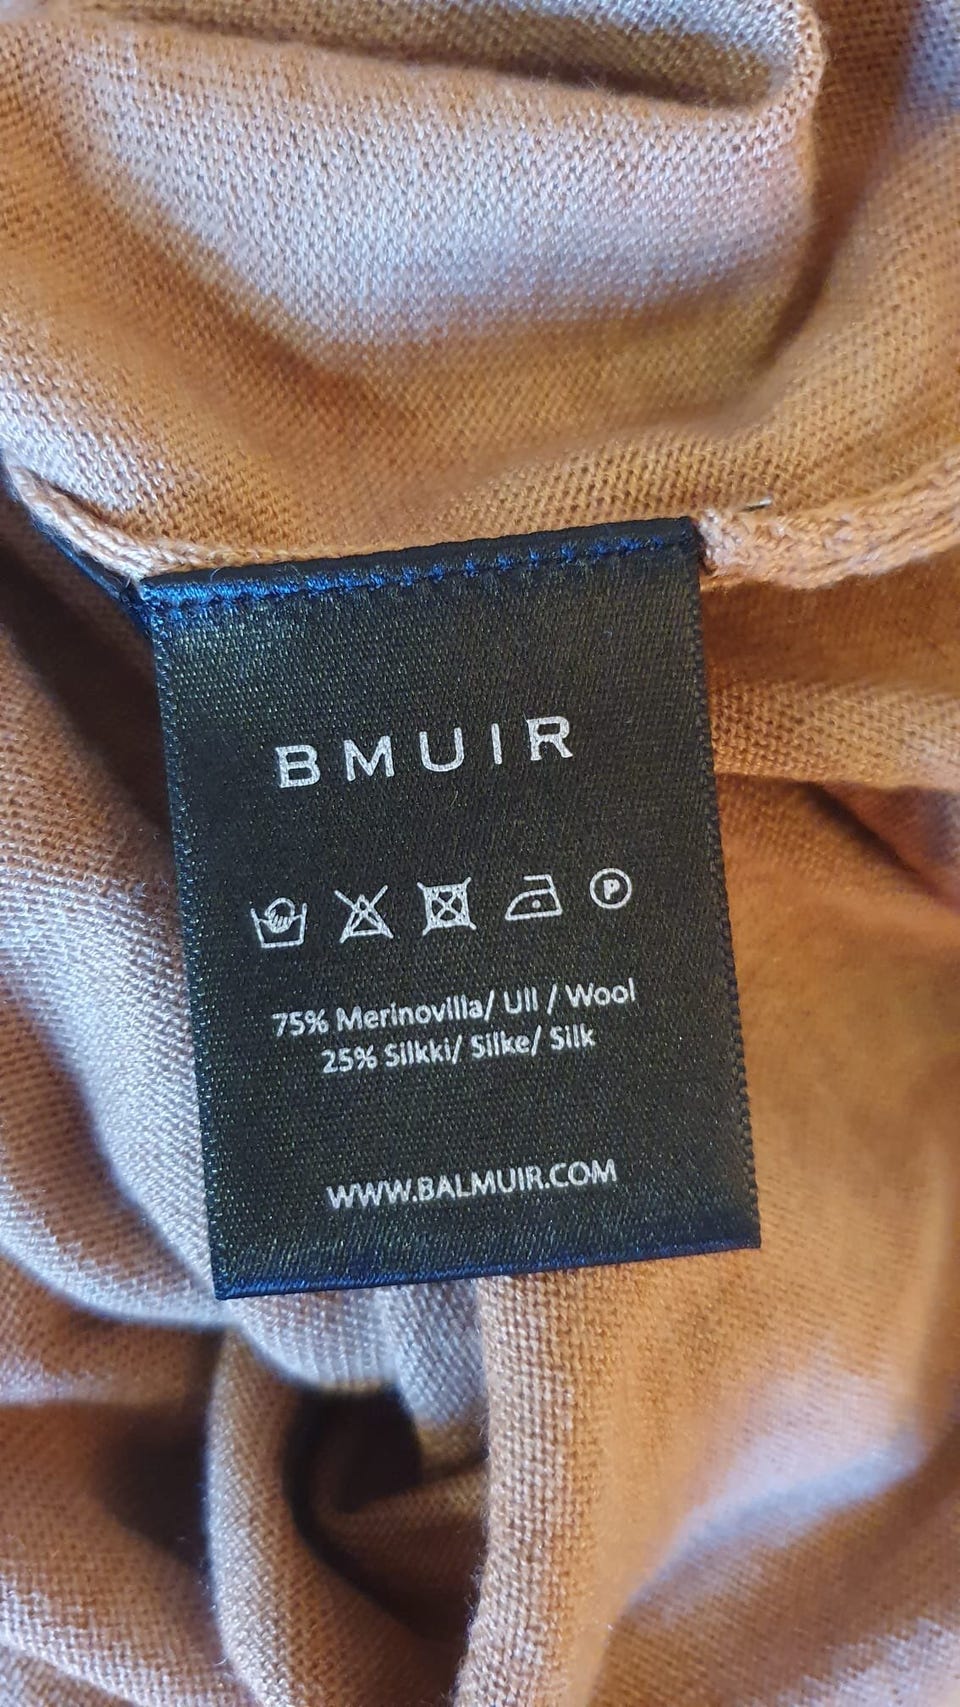 BMUIR
P
75% Merinovilla/ Ull / Wool
25% Silkki/ Silke/ Silk
WWW.BALMUIR.COM